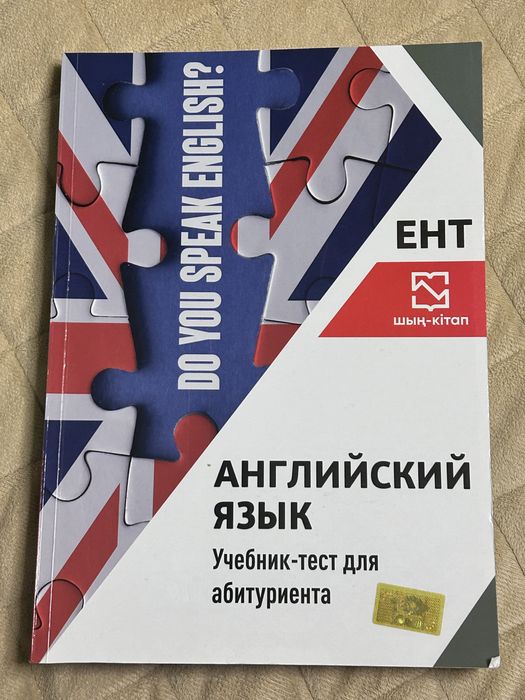 DO YOU SPEAK ENGLISH?
ЕНТ
шың-кітап
АНГЛИЙСКИЙ
ЯЗЫК
Учебник-тест для
абитуриента